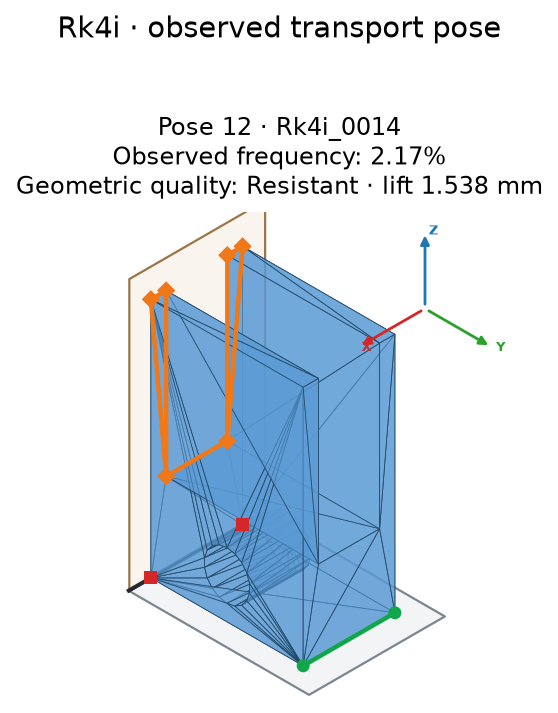 Rk4i · observed transport pose
Pose 12 · Rk4i_0014
Observed frequency: 2.17%
Geometric quality: Resistant · lift 1.538 mm
Z
X
Y